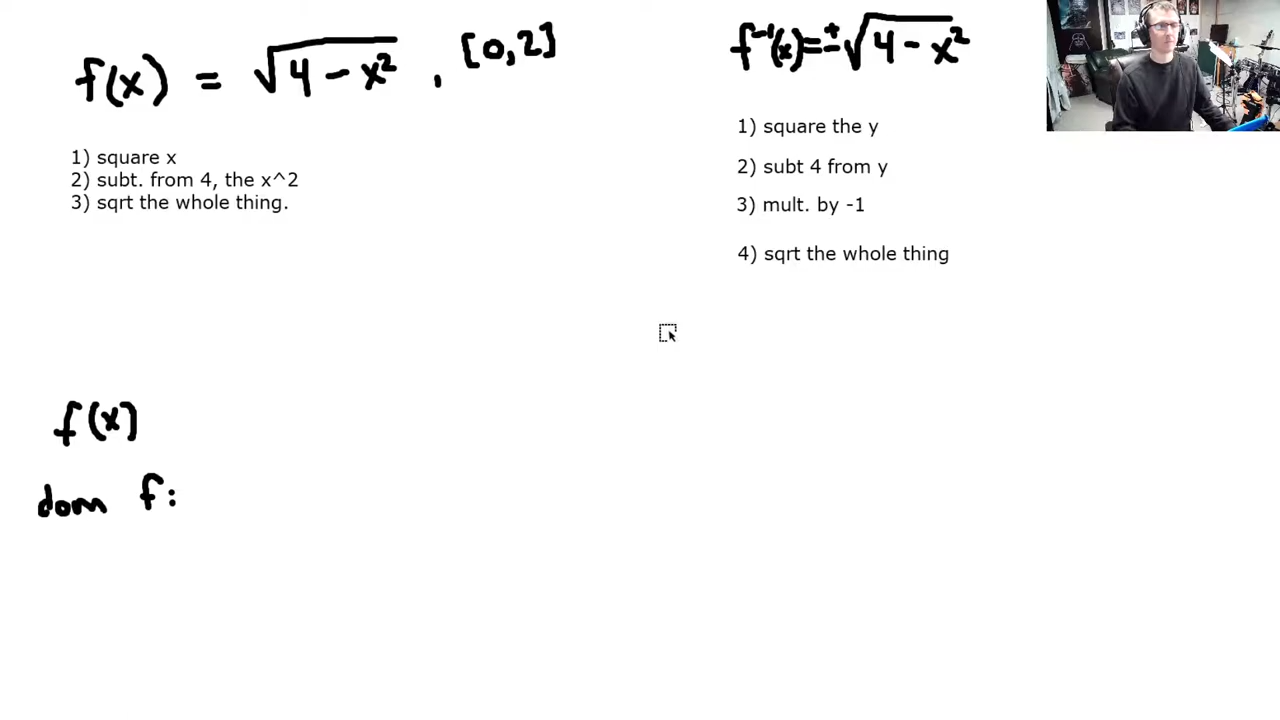 f(x) = √4 - x² , [0,2]
1) square x
2) subt. from 4, the x^2
3) sqrt the whole thing.
f⁻¹(x)=±√4 - x²
1) square the y
2) subt 4 from y
3) mult. by -1
4) sqrt the whole thing
f(x)
dom f: